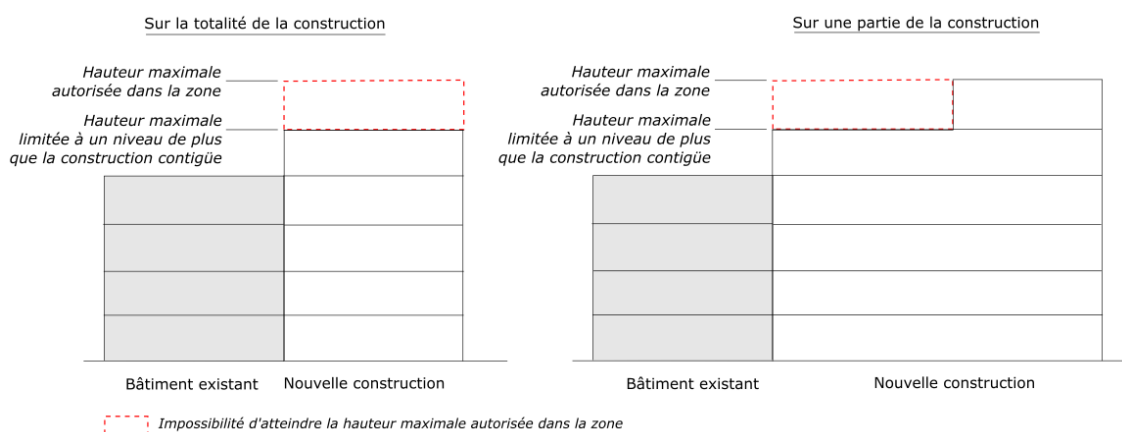 Sur la totalité de la construction
Hauteur maximale
autorisée dans la zone
Hauteur maximale
limitée à un niveau de plus
que la construction contigüe
Bâtiment existant
Nouvelle construction
Sur une partie de la construction
Hauteur maximale
autorisée dans la zone
Hauteur maximale
limitée à un niveau de plus
que la construction contigüe
Bâtiment existant
Nouvelle construction
Impossibilité d'atteindre la hauteur maximale autorisée dans la zone